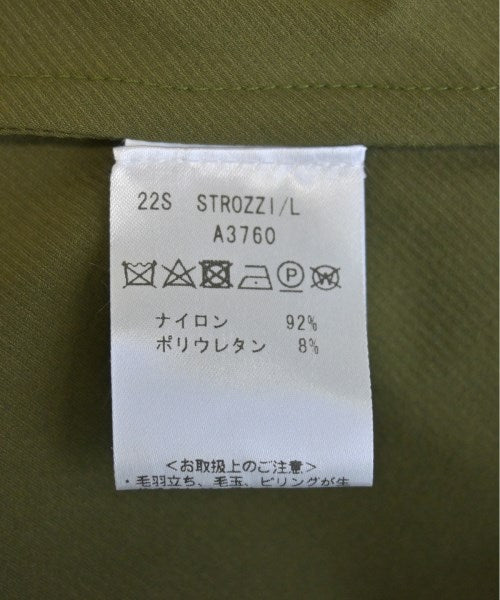 22S STROZZI/L
A3760
P W
ナイロン 92%
ポリウレタン 8%
<お取扱上のご注意>
・毛羽立ち、毛玉、ピリングが生